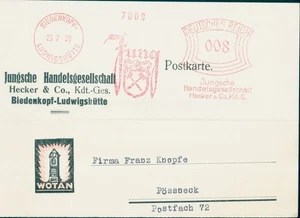 BIEDENKOPF-
LUDWIGSHÜTTE
Jung
DEUTSCHES REICH
008
Jungsche
Handelsgesellschaft
Hecker & Co, Kd.G.
Postkarte.
Jungsche Handelsgesellschaft
Hecker & Co., Kdt.-Ges.
Biedenkopf-Ludwigshütte
WOTAN
Firma Franz Knopfe
Pössneck
Postfach 72